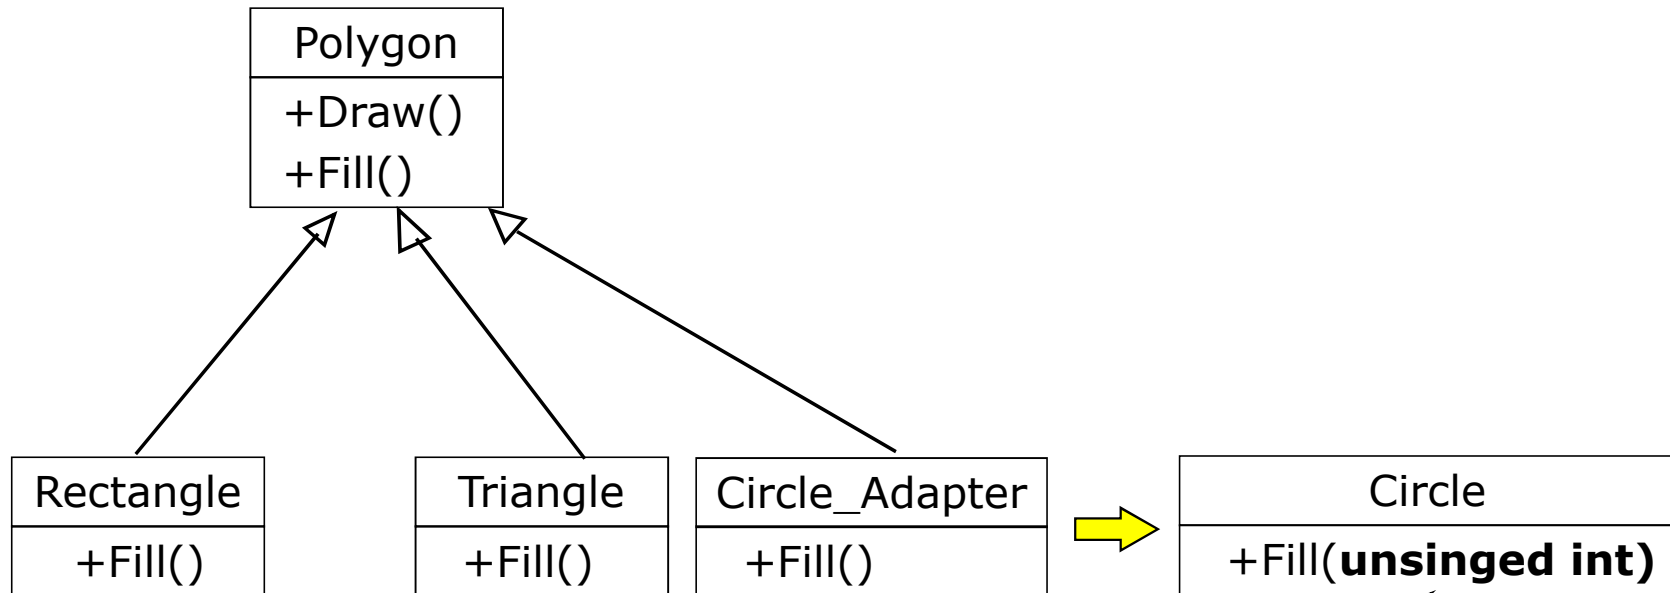 Polygon
+Draw()
+Fill()
Rectangle
+Fill()
Triangle
+Fill()
Circle_Adapter
+Fill()
Circle
+Fill(unsinged int)